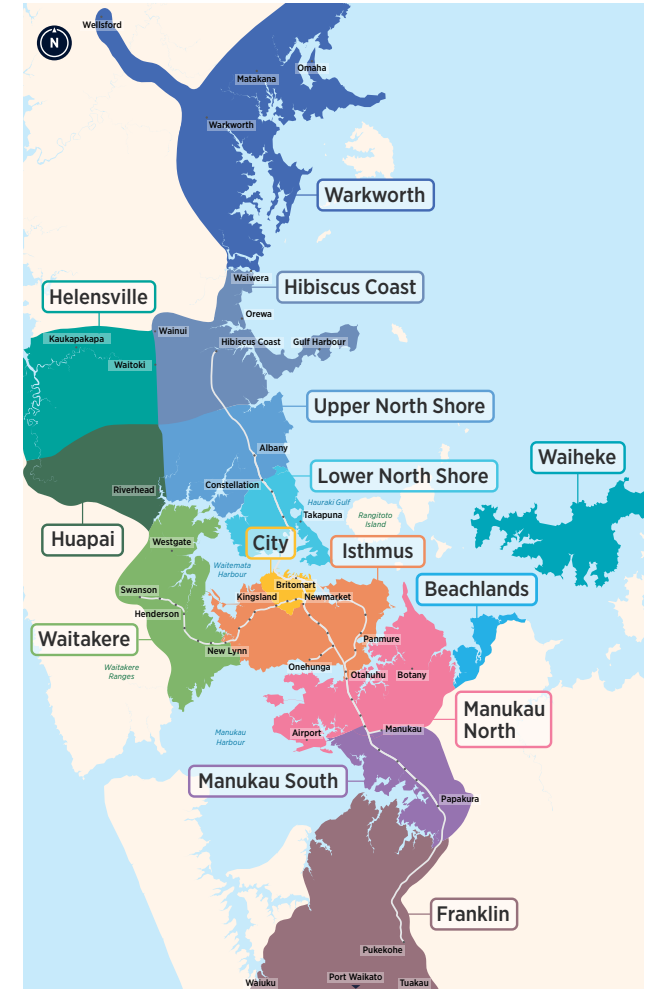 Wellsford
N
Omaha
Matakana
Warkworth
Warkworth
Waiwera
Hibiscus Coast
Helensville
Orewa
Wainui
Kaukapakapa
Hibiscus Coast
Gulf Harbour
Waitoki
Upper North Shore
Albany
Waiheke
Lower North Shore
Constellation
Riverhead
Hauraki Gulf
Takapuna
Rangitoto
Island
Huapai
Westgate
City
Isthmus
Waitemata
Harbour
Britomart
Beachlands
Swanson
Kingsland
Newmarket
Henderson
Waitakere
Panmure
New Lynn
Onehunga
Waitakere
Ranges
Otahuhu
Botany
Manukau
North
Manukau
Airport
Manukau
Harbour
Manukau South
Papakura
Franklin
Pukekohe
Waiuku
Port Waikato
Tuakau